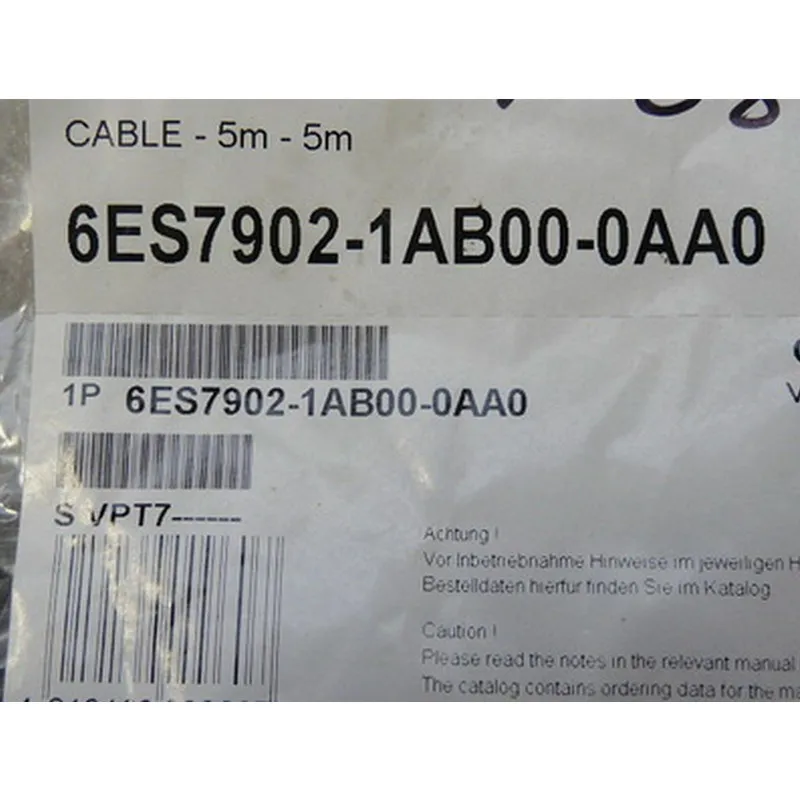 CABLE - 5m - 5m
6ES7902-1AB00-0AA0
1P 6ES7902-1AB00-0AA0
S VPT7------
Achtung !
Vor Inbetriebnahme Hinweise im jeweiligen H
Bestelldaten hierfür finden Sie im Katalog
Caution !
Please read the notes in the relevant manual
The catalog contains ordering data for the ma